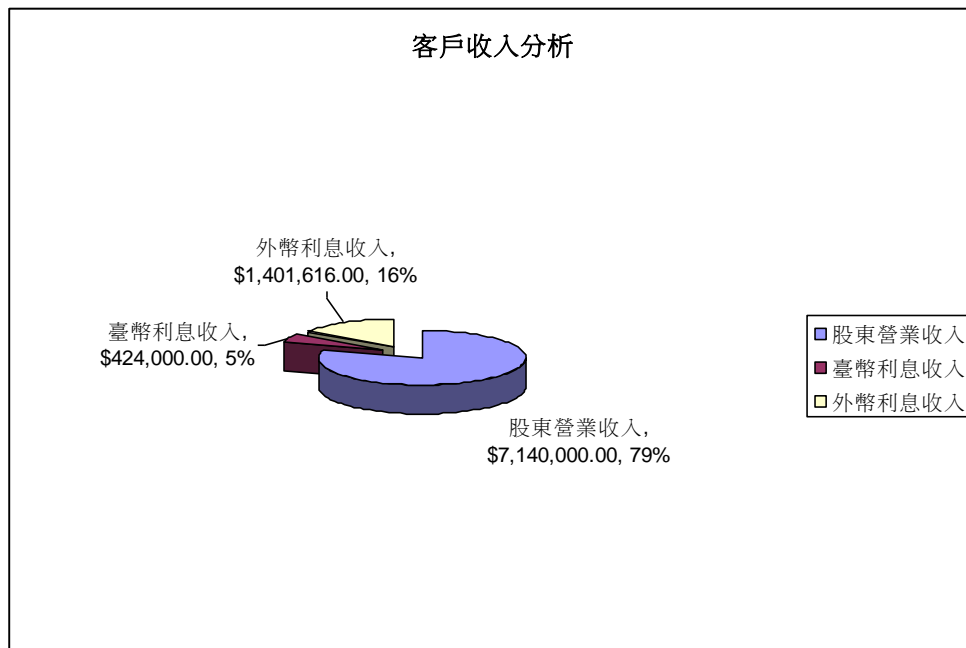 客戶收入分析
外幣利息收入,
$1,401,616.00, 16%
臺幣利息收入,
$424,000.00, 5%
股東營業收入,
$7,140,000.00, 79%
股東營業收入
臺幣利息收入
外幣利息收入